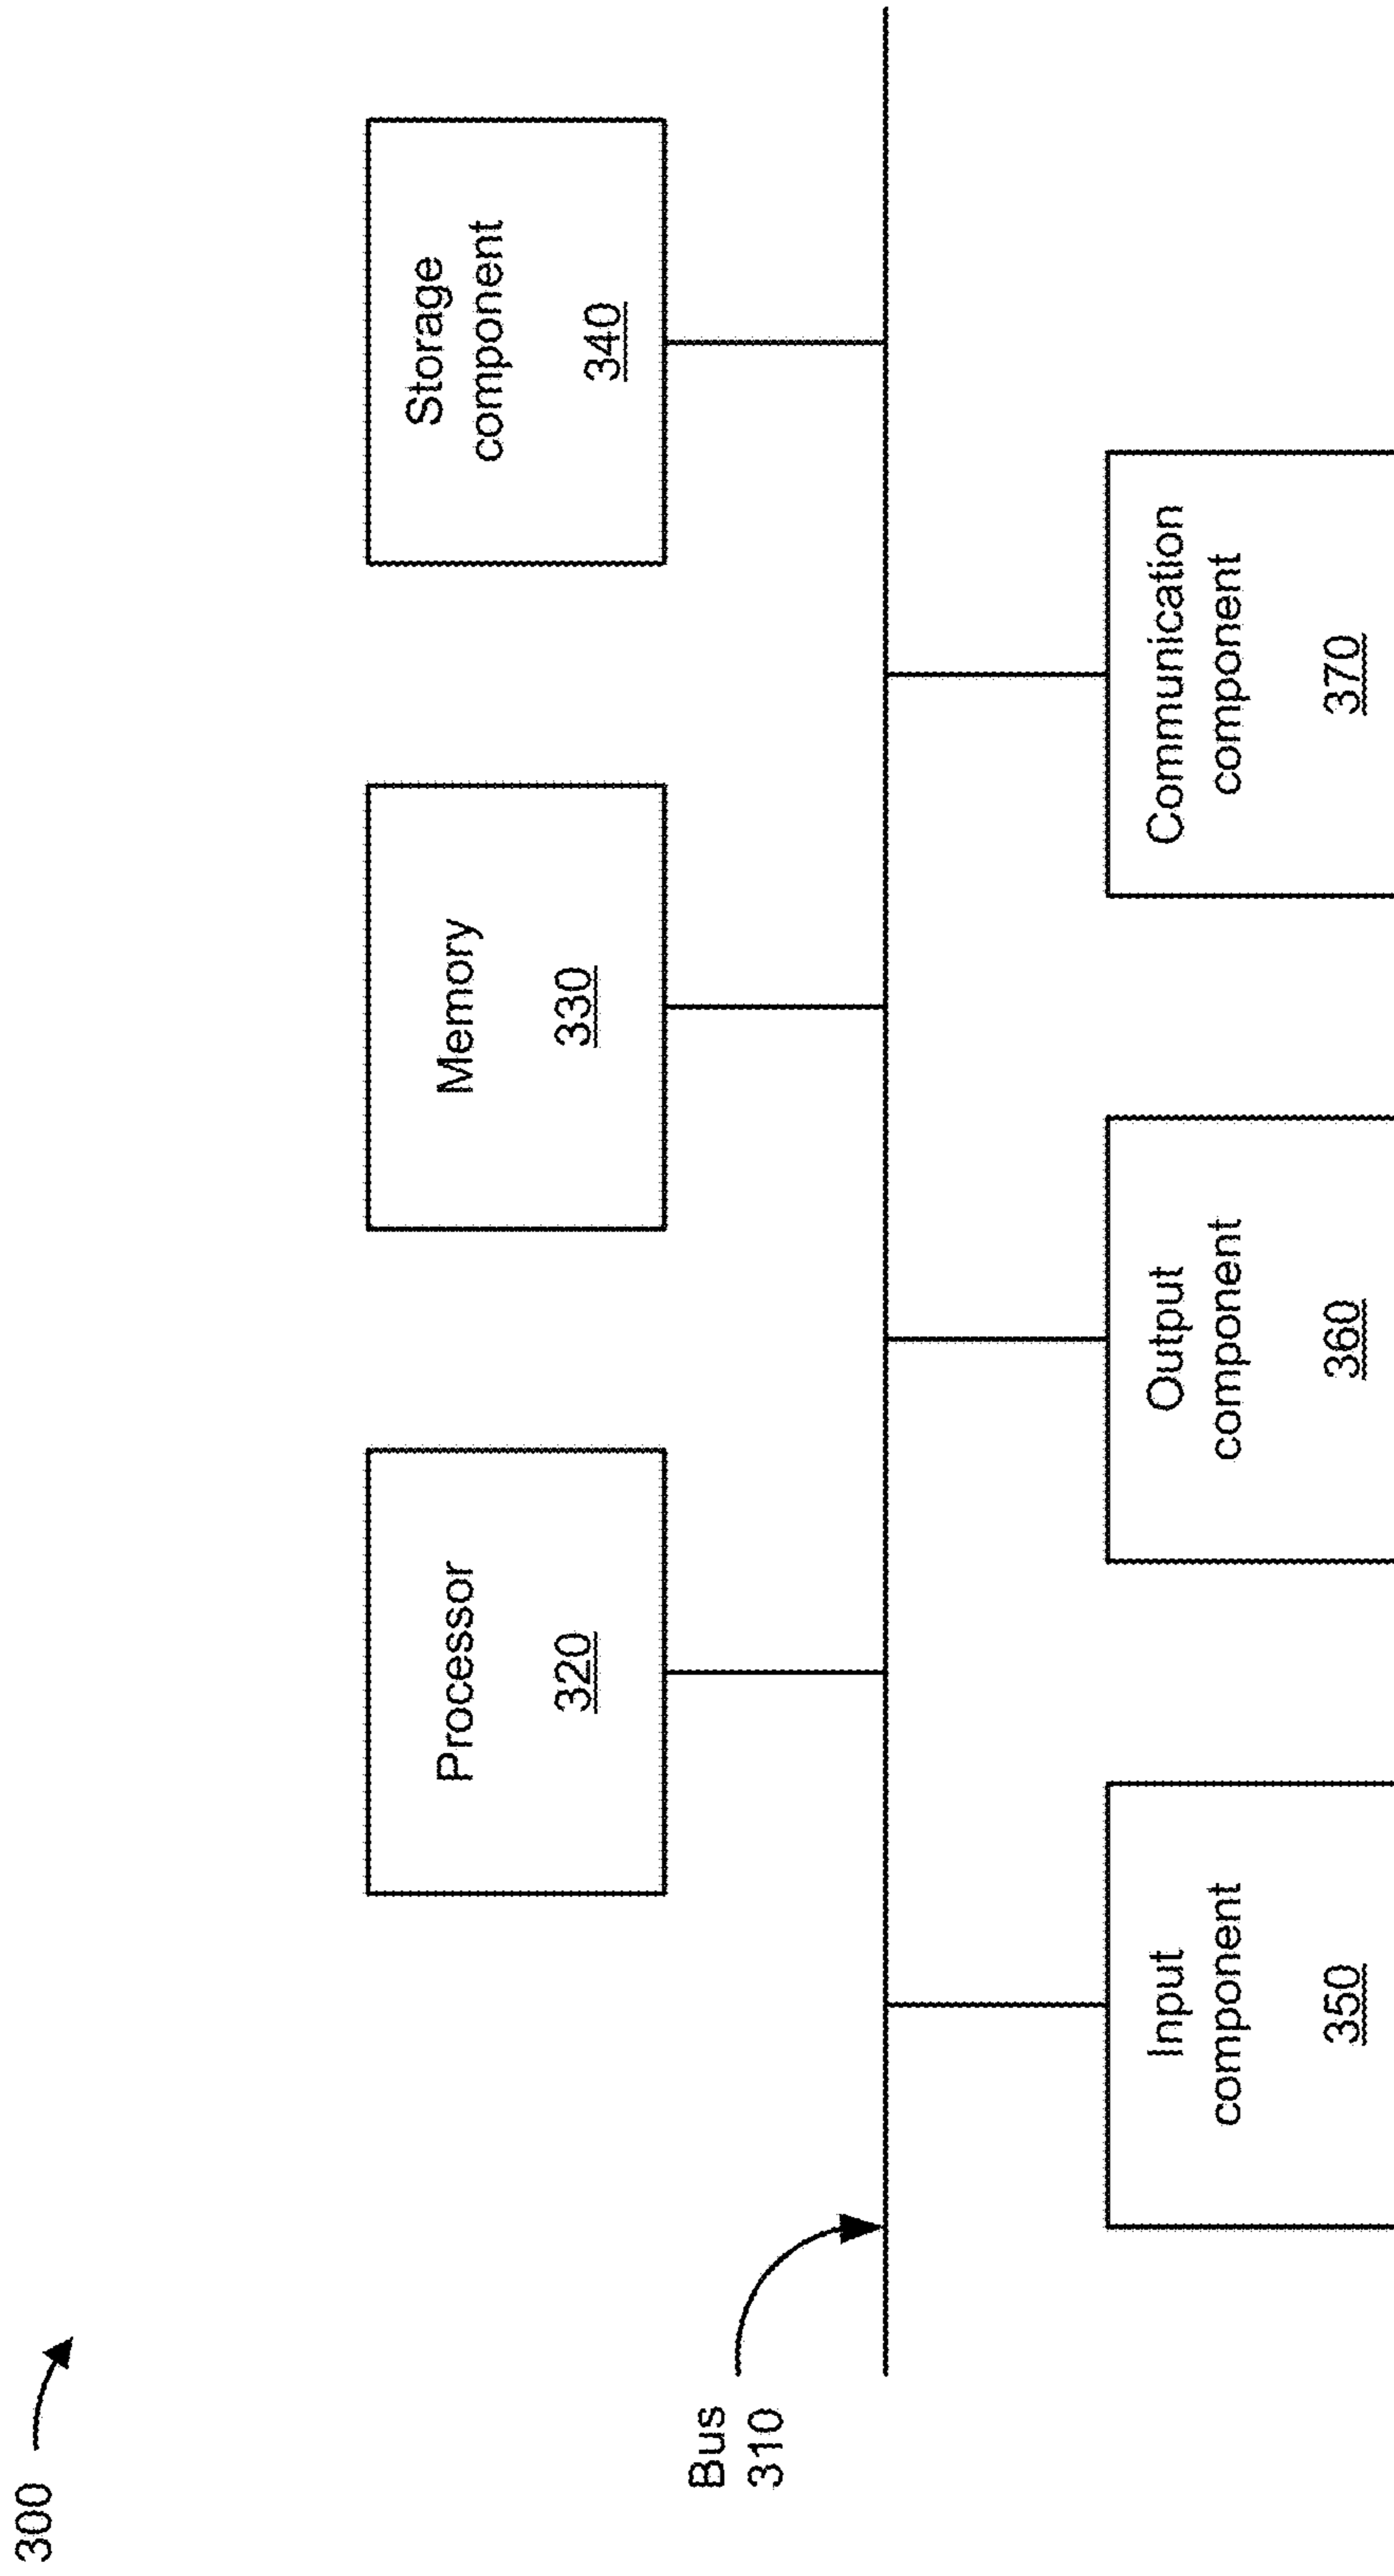 300
Processor
320
Memory
330
Storage
component
340
Bus
310
Input
component
350
Output
component
360
Communication
component
370